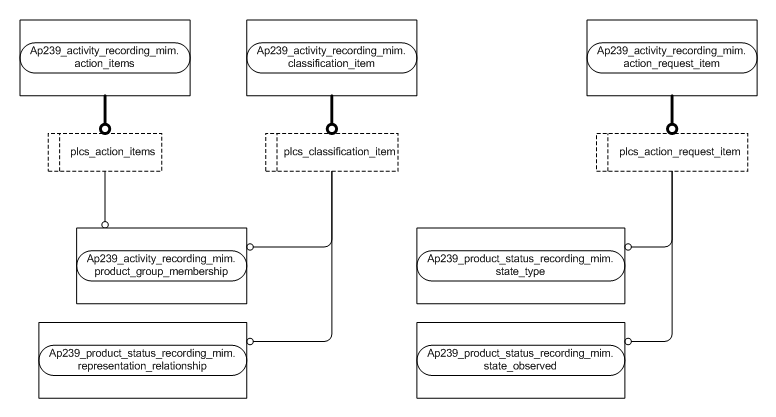 Ap239_activity_recording_mim.
action_items
Ap239_activity_recording_mim.
classification_item
Ap239_activity_recording_mim.
action_request_item
plcs_action_items
plcs_classification_item
plcs_action_request_item
Ap239_activity_recording_mim.
product_group_membership
Ap239_product_status_recording_mim.
state_type
Ap239_product_status_recording_mim.
representation_relationship
Ap239_product_status_recording_mim.
state_observed